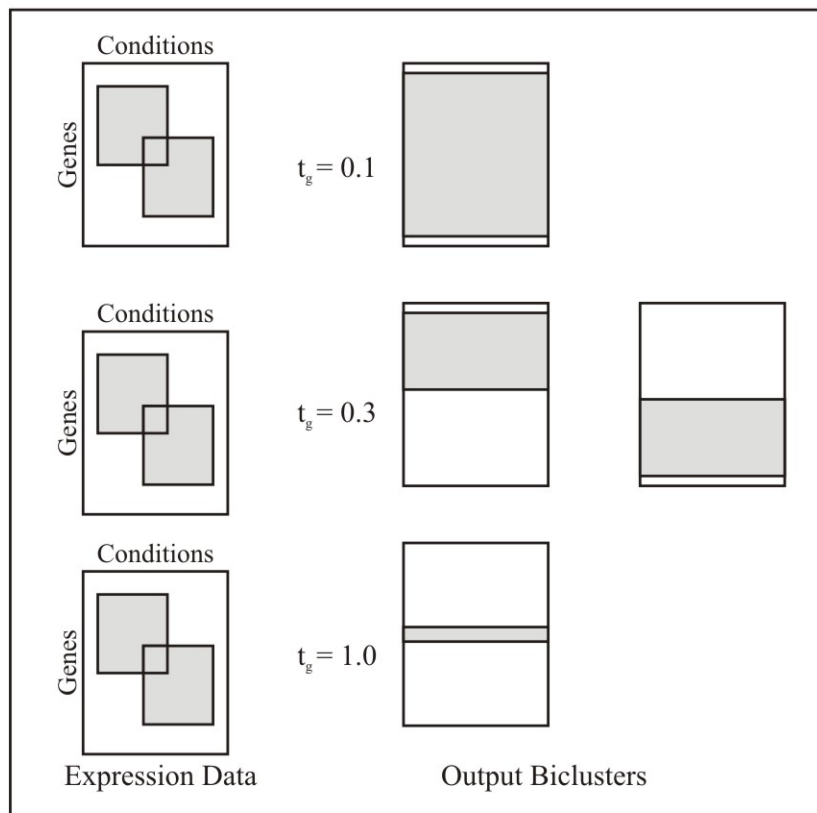 Conditions
Genes
t_g = 0.1
Conditions
Genes
t_g = 0.3
Conditions
Genes
t_g = 1.0
Expression Data
Output Biclusters